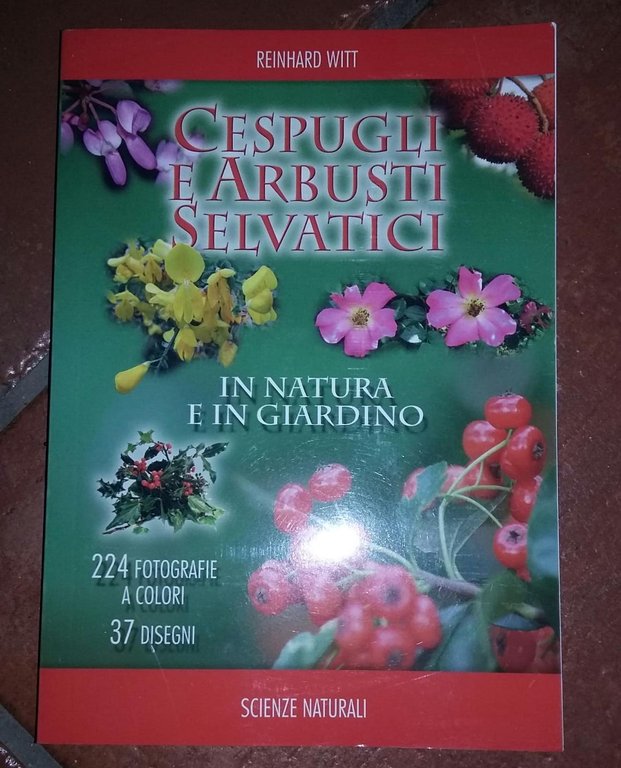 REINHARD WITT
CESPUGLI
E ARBUSTI
SELVATICI
IN NATURA
E IN GIARDINO
224 FOTOGRAFIE
A COLORI
37 DISEGNI
SCIENZE NATURALI